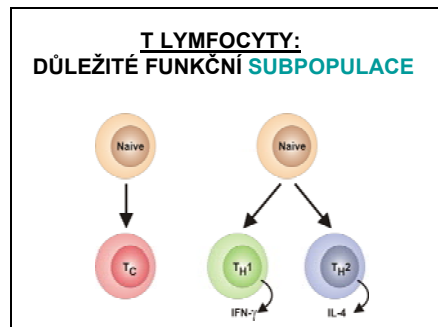 T LYMFOCYTY:
DŮLEŽITÉ FUNKČNÍ SUBPOPULACE
Naive Naive
TC TH1 TH2
IFN-γ IL-4